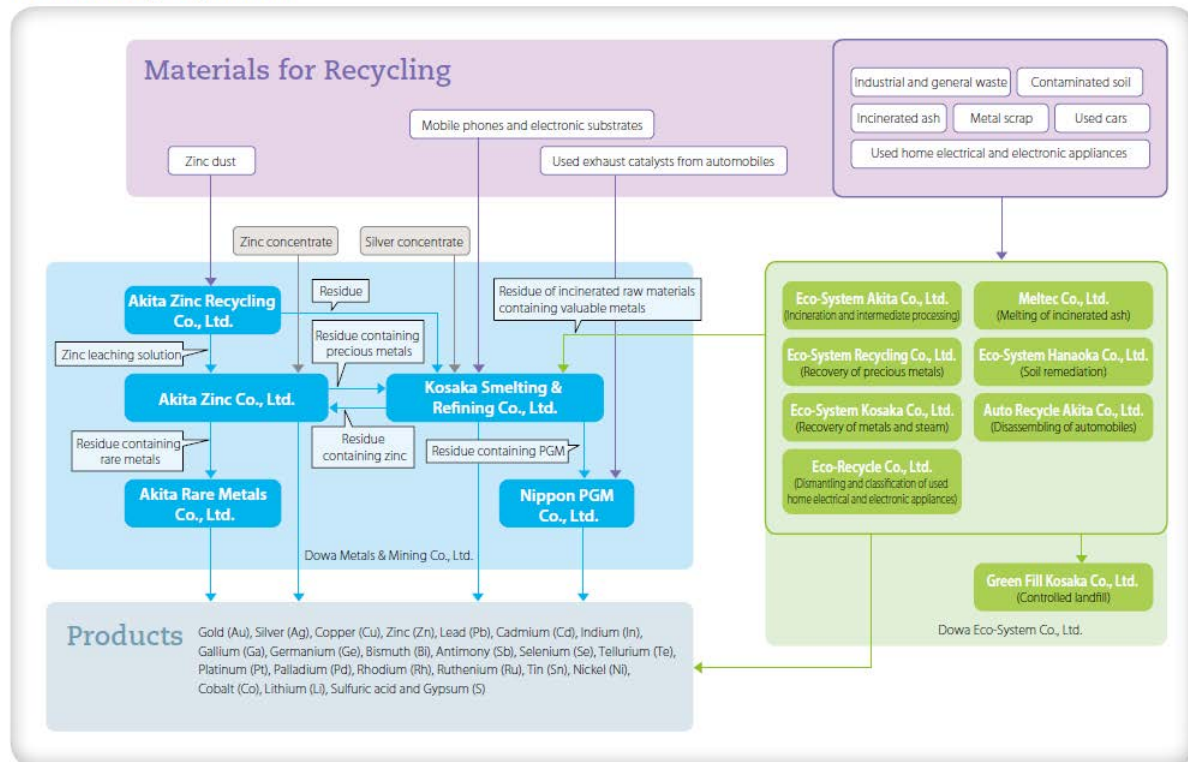 Materials for Recycling
Industrial and general waste
Contaminated soil
Incinerated ash
Metal scrap
Used cars
Used home electrical and electronic appliances
Mobile phones and electronic substrates
Zinc dust
Used exhaust catalysts from automobiles
Zinc concentrate
Silver concentrate
Akita Zinc Recycling
Co., Ltd.
Residue
Residue of incinerated raw materials
containing valuable metals
Zinc leaching solution
Residue containing
precious metals
Akita Zinc Co., Ltd.
Kosaka Smelting &
Refining Co., Ltd.
Residue containing
rare metals
Residue
containing zinc
Residue containing PGM
Akita Rare Metals
Co., Ltd.
Nippon PGM
Co., Ltd.
Dowa Metals & Mining Co., Ltd.
Eco-System Akita Co., Ltd.
(Incineration and intermediate processing)
Meltec Co., Ltd.
(Melting of incinerated ash)
Eco-System Recycling Co., Ltd.
(Recovery of precious metals)
Eco-System Hanaoka Co., Ltd.
(Soil remediation)
Eco-System Kosaka Co., Ltd.
(Recovery of metals and steam)
Auto Recycle Akita Co., Ltd.
(Disassembling of automobiles)
Eco-Recycle Co., Ltd.
(Dismantling and classification of used
home electrical and electronic appliances)
Green Fill Kosaka Co., Ltd.
(Controlled landfill)
Dowa Eco-System Co., Ltd.
Products
Gold (Au), Silver (Ag), Copper (Cu), Zinc (Zn), Lead (Pb), Cadmium (Cd), Indium (In),
Gallium (Ga), Germanium (Ge), Bismuth (Bi), Antimony (Sb), Selenium (Se), Tellurium (Te),
Platinum (Pt), Palladium (Pd), Rhodium (Rh), Ruthenium (Ru), Tin (Sn), Nickel (Ni),
Cobalt (Co), Lithium (Li), Sulfuric acid and Gypsum (S)